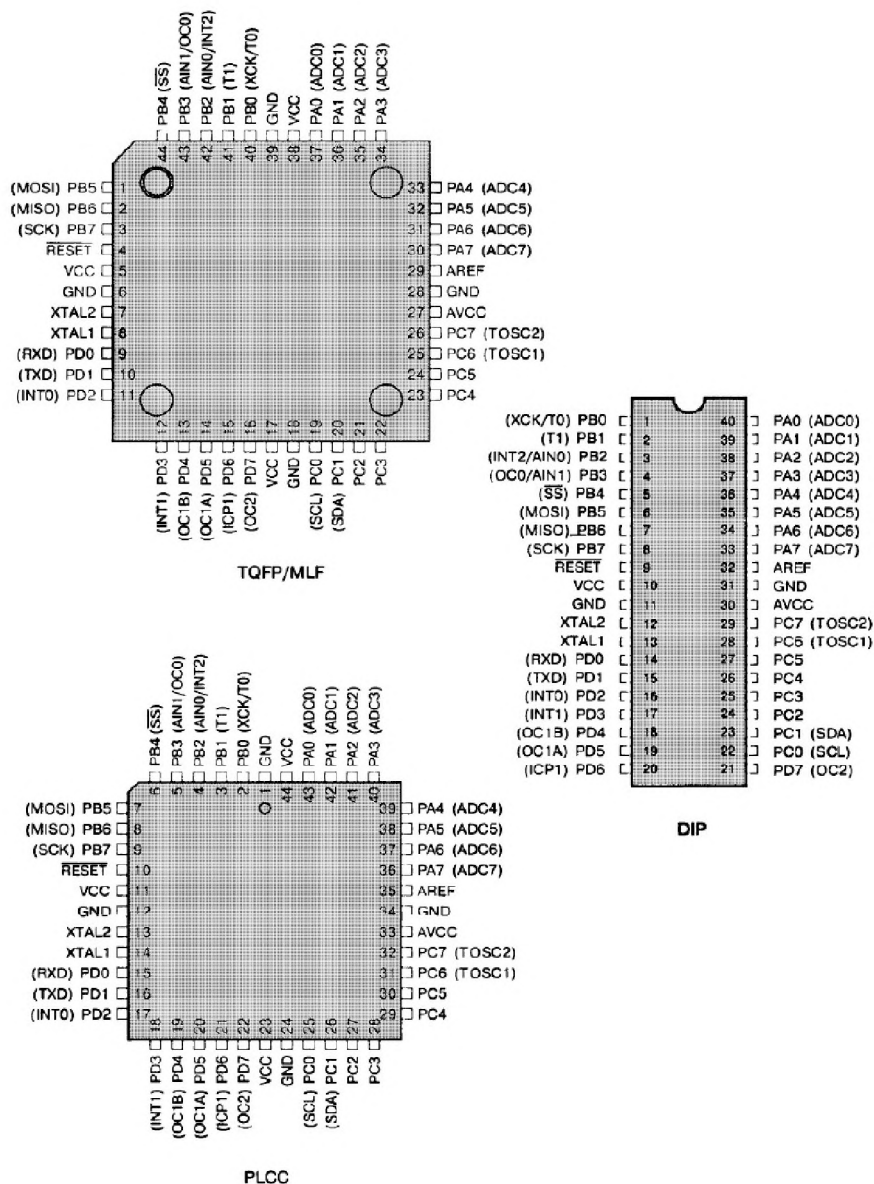 PB4 (SS)
PB3 (AIN1/OC0)
PB2 (AIN0/INT2)
PB1 (T1)
PB0 (XCK/T0)
GND
VCC
PA0 (ADC0)
PA1 (ADC1)
PA2 (ADC2)
PA3 (ADC3)
44 43 42 41 40 39 38 37 36 35 34
(MOSI) PB5 1
(MISO) PB6 2
(SCK) PB7 3
RESET 4
VCC 5
GND 6
XTAL2 7
XTAL1 8
(RXD) PD0 9
(TXD) PD1 10
(INT0) PD2 11
33 PA4 (ADC4)
32 PA5 (ADC5)
31 PA6 (ADC6)
30 PA7 (ADC7)
29 AREF
28 GND
27 AVCC
26 PC7 (TOSC2)
25 PC6 (TOSC1)
24 PC5
23 PC4
12 13 14 15 16 17 18 19 20 21 22
(INT1) PD3
(OC1B) PD4
(OC1A) PD5
(ICP1) PD6
(OC2) PD7
VCC
GND
(SCL) PC0
(SDA) PC1
PC2
PC3
TQFP/MLF
(XCK/T0) PB0 1 40 PA0 (ADC0)
(T1) PB1 2 39 PA1 (ADC1)
(INT2/AIN0) PB2 3 38 PA2 (ADC2)
(OC0/AIN1) PB3 4 37 PA3 (ADC3)
(SS) PB4 5 36 PA4 (ADC4)
(MOSI) PB5 6 35 PA5 (ADC5)
(MISO) PB6 7 34 PA6 (ADC6)
(SCK) PB7 8 33 PA7 (ADC7)
RESET 9 32 AREF
VCC 10 31 GND
GND 11 30 AVCC
XTAL2 12 29 PC7 (TOSC2)
XTAL1 13 28 PC6 (TOSC1)
(RXD) PD0 14 27 PC5
(TXD) PD1 15 26 PC4
(INT0) PD2 16 25 PC3
(INT1) PD3 17 24 PC2
(OC1B) PD4 18 23 PC1 (SDA)
(OC1A) PD5 19 22 PC0 (SCL)
(ICP1) PD6 20 21 PD7 (OC2)
DIP
PB4 (SS)
PB3 (AIN1/OC0)
PB2 (AIN0/INT2)
PB1 (T1)
PB0 (XCK/T0)
GND
VCC
PA0 (ADC0)
PA1 (ADC1)
PA2 (ADC2)
PA3 (ADC3)
6 5 4 3 2 1 44 43 42 41 40
(MOSI) PB5 7
(MISO) PB6 8
(SCK) PB7 9
RESET 10
VCC 11
GND 12
XTAL2 13
XTAL1 14
(RXD) PD0 15
(TXD) PD1 16
(INT0) PD2 17
39 PA4 (ADC4)
38 PA5 (ADC5)
37 PA6 (ADC6)
36 PA7 (ADC7)
35 AREF
34 GND
33 AVCC
32 PC7 (TOSC2)
31 PC6 (TOSC1)
30 PC5
29 PC4
18 19 20 21 22 23 24 25 26 27 28
(INT1) PD3
(OC1B) PD4
(OC1A) PD5
(ICP1) PD6
(OC2) PD7
VCC
GND
(SCL) PC0
(SDA) PC1
PC2
PC3
PLCC